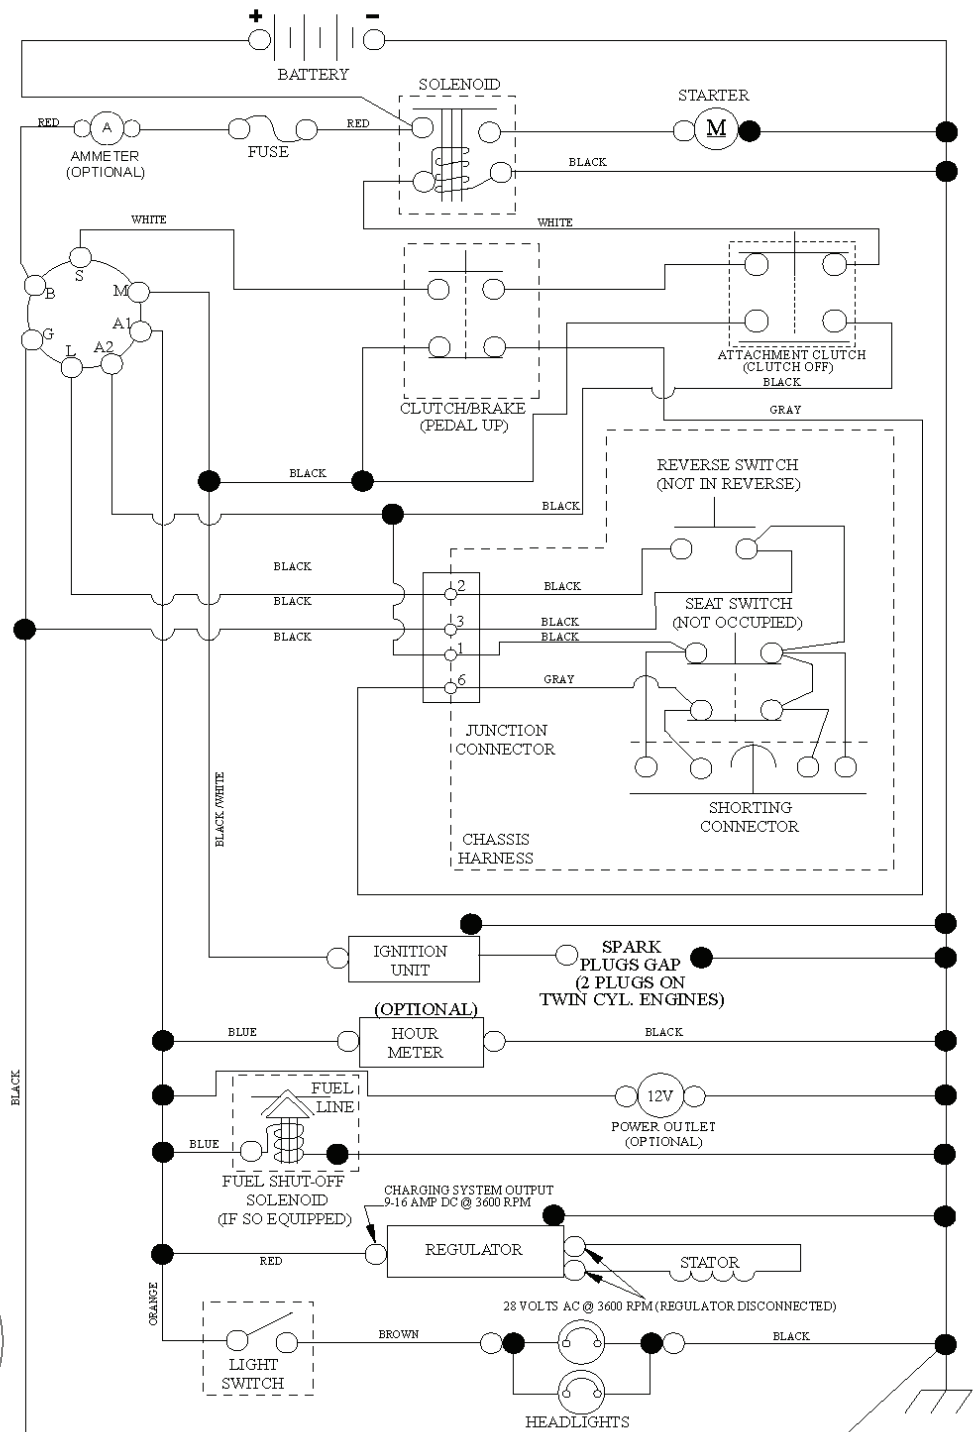 + -
BATTERY
SOLENOID
STARTER
RED
A
RED
M
AMMETER
(OPTIONAL)
FUSE
BLACK
WHITE
WHITE
S
B
M
A1
G
L
A2
ATTACHMENT CLUTCH
(CLUTCH OFF)
BLACK
CLUTCH/BRAKE
(PEDAL UP)
GRAY
BLACK
REVERSE SWITCH
(NOT IN REVERSE)
BLACK
BLACK
2
BLACK
BLACK
SEAT SWITCH
(NOT OCCUPIED)
3
BLACK
BLACK
BLACK
1
6
GRAY
JUNCTION
CONNECTOR
BLACK/WHITE
SHORTING
CONNECTOR
CHASSIS
HARNESS
IGNITION
UNIT
SPARK
PLUGS GAP
(2 PLUGS ON
TWIN CYL. ENGINES)
(OPTIONAL)
BLUE
HOUR
METER
BLACK
BLACK
FUEL
LINE
12V
POWER OUTLET
(OPTIONAL)
BLUE
FUEL SHUT-OFF
SOLENOID
(IF SO EQUIPPED)
CHARGING SYSTEM OUTPUT
9-16 AMP DC @ 3600 RPM
REGULATOR
RED
STATOR
ORANGE
28 VOLTS AC @ 3600 RPM (REGULATOR DISCONNECTED)
BROWN
BLACK
LIGHT
SWITCH
HEADLIGHTS